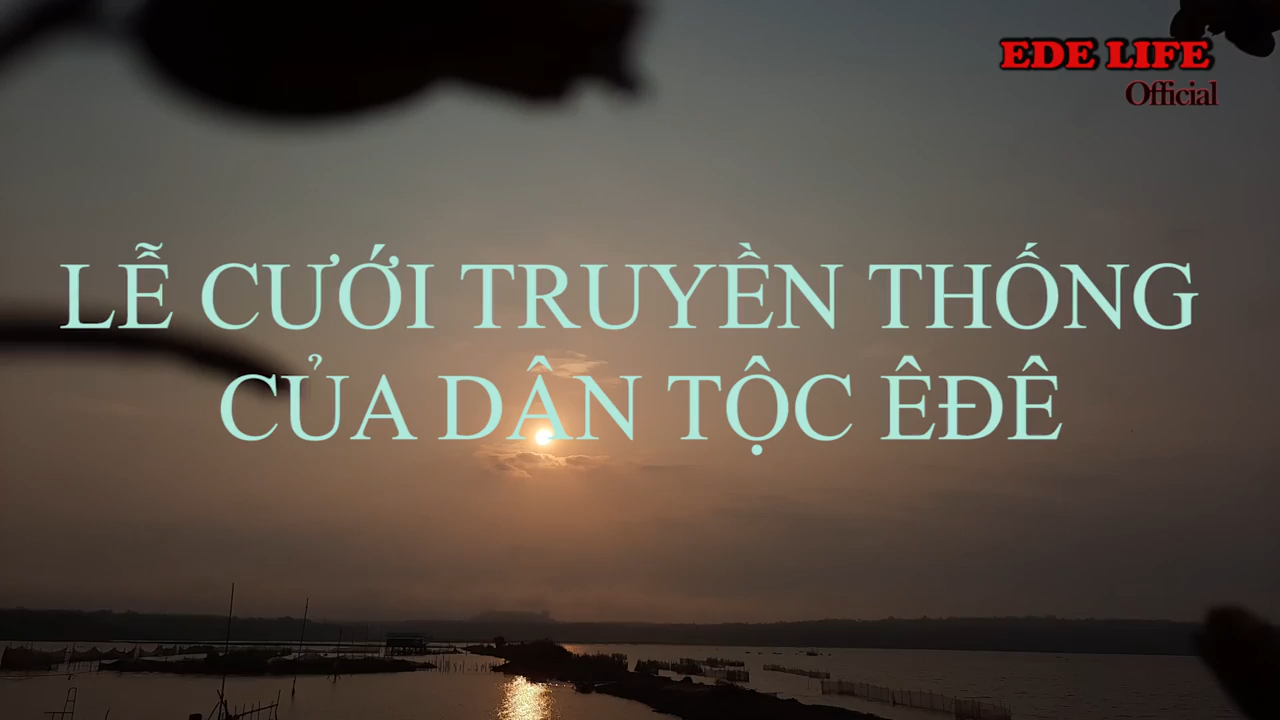 EDE LIFE
Official
LỄ CƯỚI TRUYỀN THỐNG
CỦA DÂN TỘC ÊĐÊ